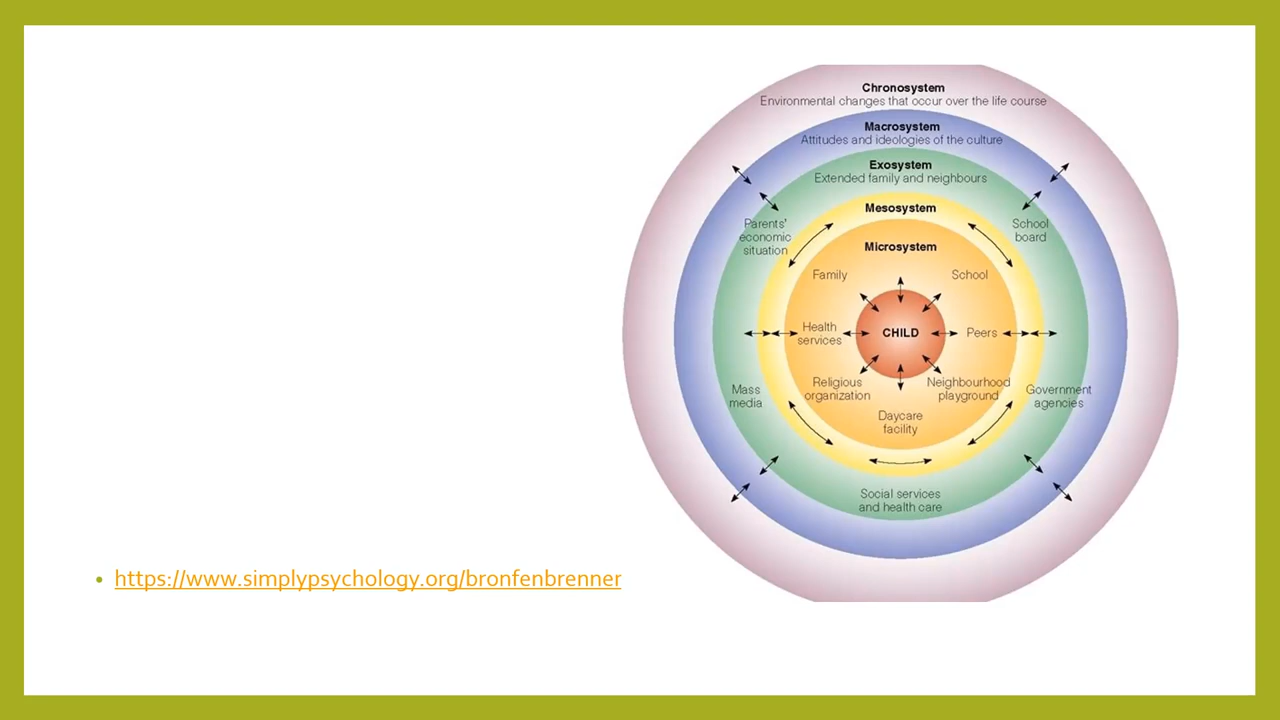 Chronosystem
Environmental changes that occur over the life course
Macrosystem
Attitudes and ideologies of the culture
Exosystem
Extended family and neighbours
Mesosystem
Parents'
economic
situation
School
board
Microsystem
Family
School
Health
services
CHILD
Peers
Religious
organization
Neighbourhood
playground
Mass
media
Government
agencies
Daycare
facility
Social services
and health care
• https://www.simplypsychology.org/bronfenbrenner